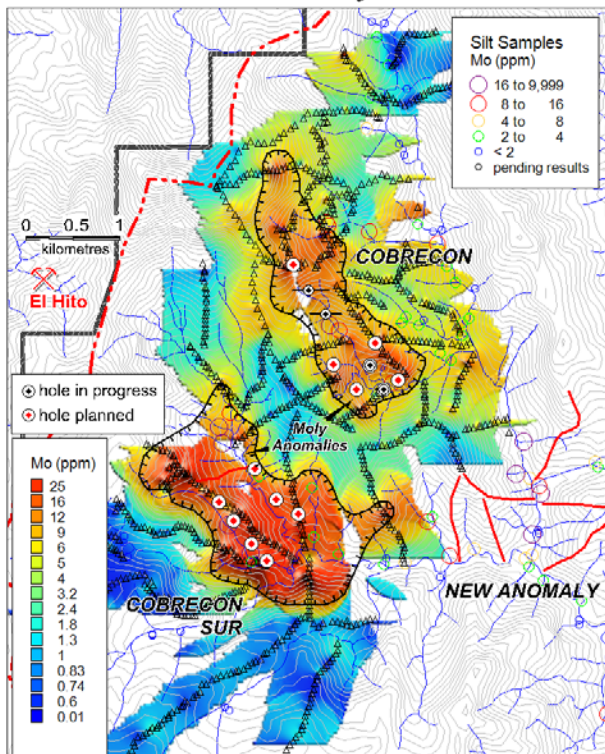 Silt Samples
Mo (ppm)
16 to 9,999
8 to 16
4 to 8
2 to 4
< 2
pending results
0 0.5 1
kilometres
El Hito
COBRECON
hole in progress
hole planned
Moly
Anomalies
Mo (ppm)
25
16
12
9
6
5
4
3.2
2.4
1.8
1.3
1
0.83
0.74
0.6
0.01
NEW ANOMALY
COBRECON
SUR